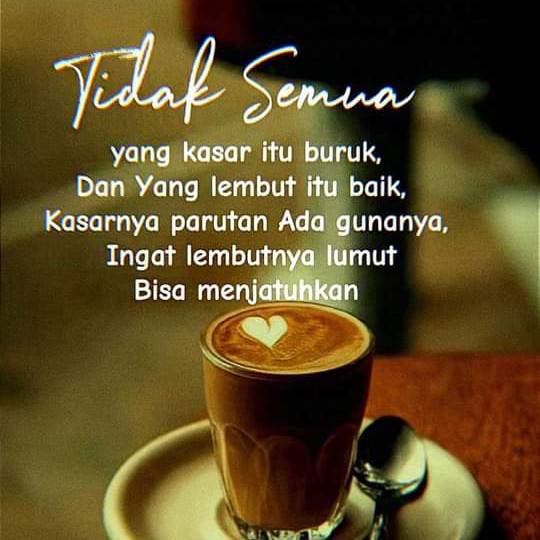 Tidak Semua
yang kasar itu buruk,
Dan Yang lembut itu baik,
Kasarnya parutan Ada gunanya,
Ingat lembutnya lumut
Bisa menjatuhkan